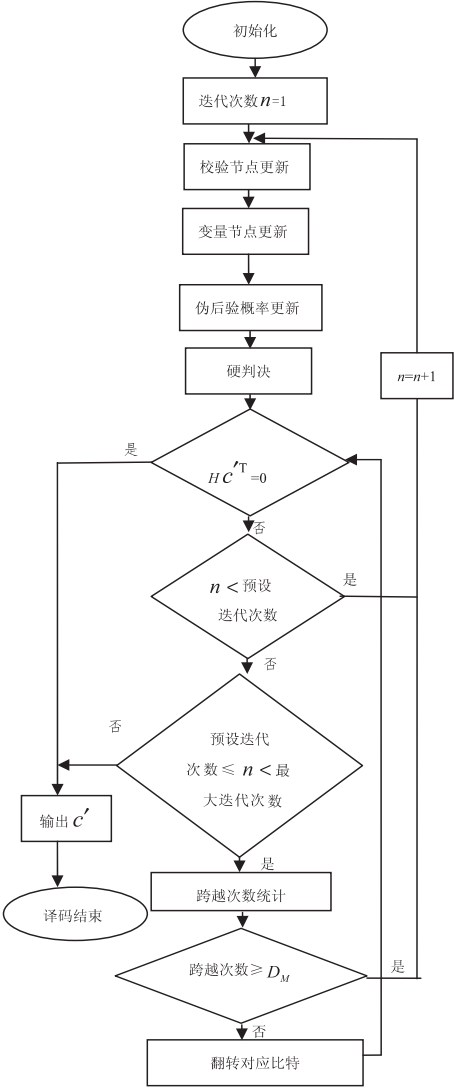 初始化
迭代次数n=1
校验节点更新
变量节点更新
伪后验概率更新
硬判决
n=n+1
是
Hc′ᵀ=0
否
n<预设
迭代次数
是
否
预设迭代
次数≤n<最
大迭代次数
否
输出c′
是
跨越次数统计
译码结束
跨越次数≥D_M
是
否
翻转对应比特